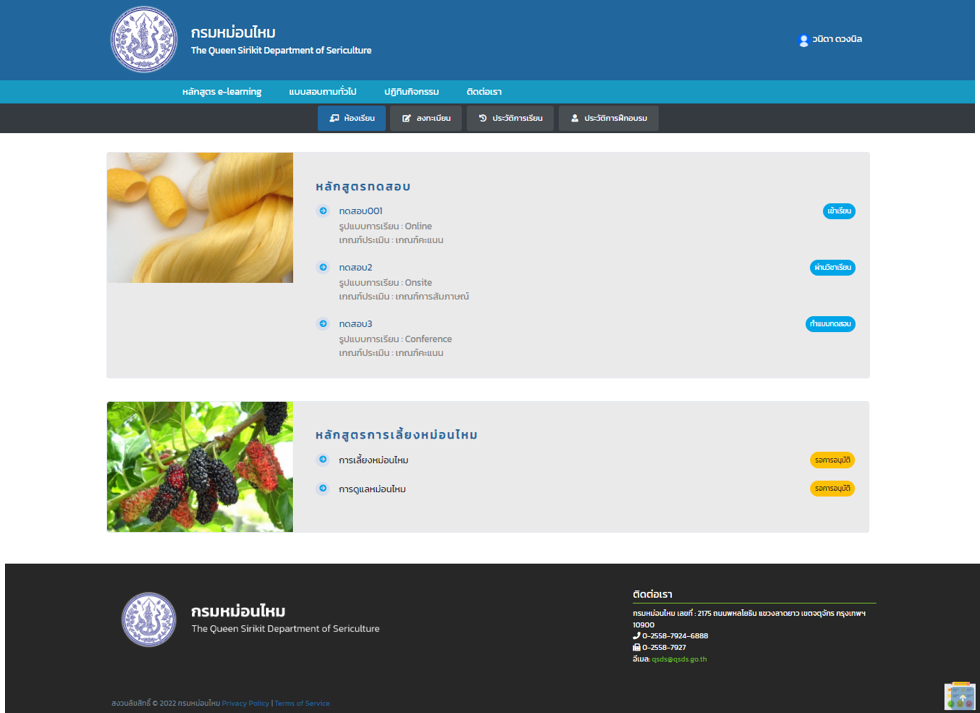 กรมหม่อนไหม
The Queen Sirikit Department of Sericulture
วนิดา ดวงนิล
หลักสูตร e-learning แบบสอบถามทั่วไป ปฏิทินกิจกรรม ติดต่อเรา
ห้องเรียน ลงทะเบียน ประวัติการเรียน ประวัติการฝึกอบรม
หลักสูตรทดสอบ
ทดสอบ001 เข้าเรียน
รูปแบบการเรียน : Online
เกณฑ์ประเมิน : เกณฑ์คะแนน
ทดสอบ2 ผ่านวิชาเรียน
รูปแบบการเรียน : Onsite
เกณฑ์ประเมิน : เกณฑ์การสัมภาษณ์
ทดสอบ3 ทำแบบทดสอบ
รูปแบบการเรียน : Conference
เกณฑ์ประเมิน : เกณฑ์คะแนน
หลักสูตรการเลี้ยงหม่อนไหม
การเลี้ยงหม่อนไหม รอการอนุมัติ
การดูแลหม่อนไหม รอการอนุมัติ
กรมหม่อนไหม
The Queen Sirikit Department of Sericulture
ติดต่อเรา
กรมหม่อนไหม เลขที่ : 2175 ถนนพหลโยธิน แขวงลาดยาว เขตจตุจักร กรุงเทพฯ
10900
0-2558-7924-6888
0-2558-7927
อีเมล: qsds@qsds.go.th
สงวนลิขสิทธิ์ © 2022 กรมหม่อนไหม Privacy Policy | Terms of Service